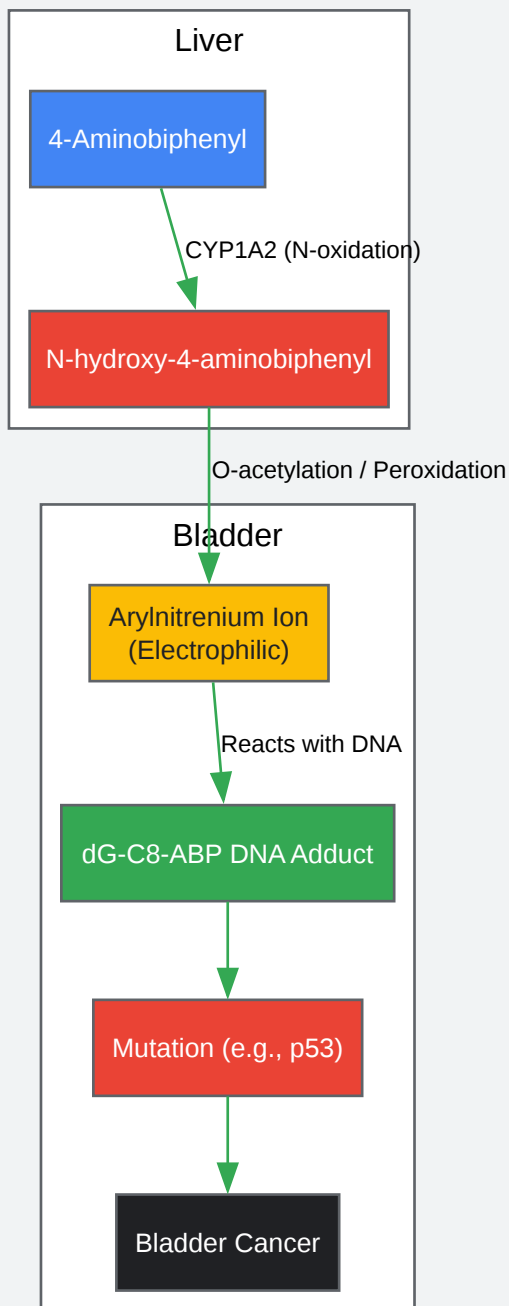 Liver
4-Aminobiphenyl
CYP1A2 (N-oxidation)
N-hydroxy-4-aminobiphenyl
O-acetylation / Peroxidation
Bladder
Arylnitrenium Ion
(Electrophilic)
Reacts with DNA
dG-C8-ABP DNA Adduct
Mutation (e.g., p53)
Bladder Cancer